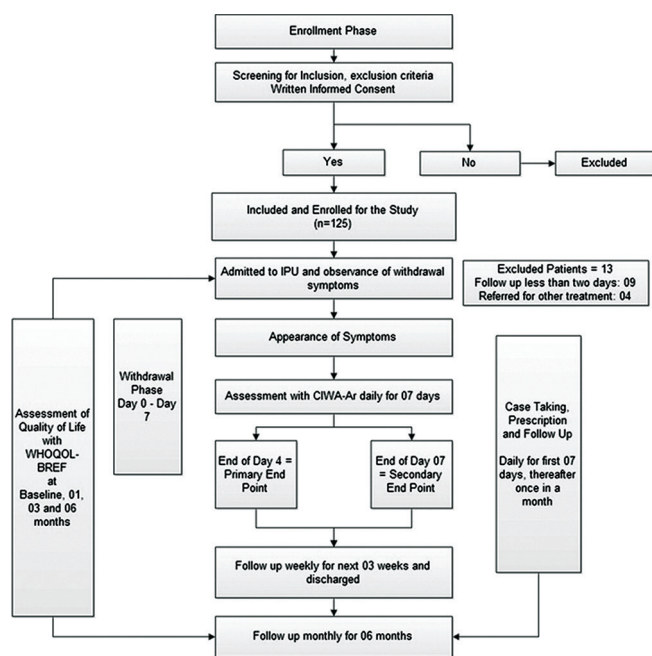 Enrollment Phase
Screening for Inclusion, exclusion criteria
Written Informed Consent
Yes
No
Excluded
Included and Enrolled for the Study
(n=125)
Admitted to IPU and observance of withdrawal
symptoms
Excluded Patients = 13
Follow up less than two days: 09
Referred for other treatment: 04
Appearance of Symptoms
Assessment of
Quality of Life
with
WHOQOL-
BREF
at
Baseline, 01,
03 and 06
months
Withdrawal
Phase
Day 0 - Day
7
Assessment with CIWA-Ar daily for 07 days
Case Taking,
Prescription
and Follow Up
Daily for first 07
days, thereafter
once in a
month
End of Day 4 =
Primary End
Point
End of Day 07
= Secondary
End Point
Follow up weekly for next 03 weeks and
discharged
Follow up monthly for 06 months